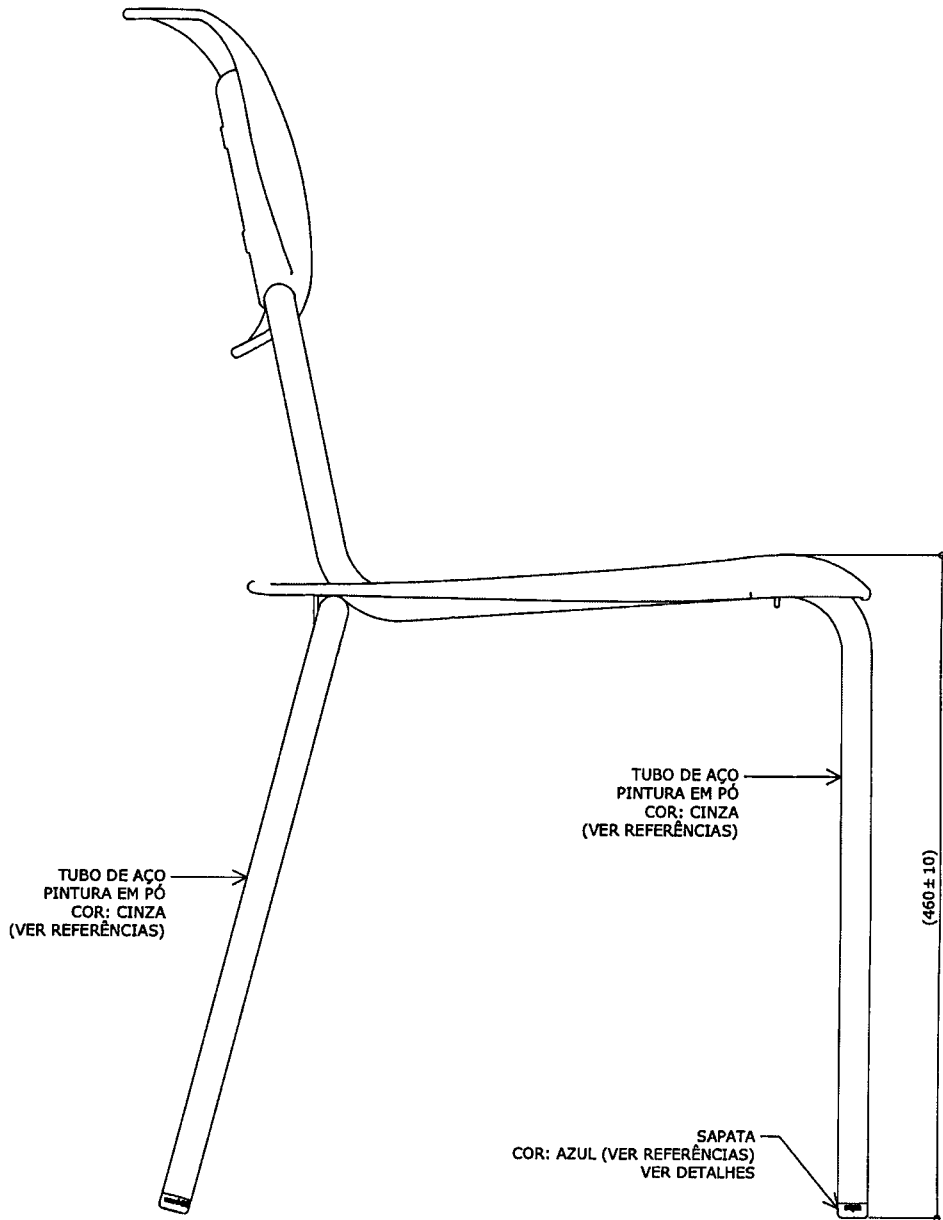 TUBO DE AÇO
PINTURA EM PÓ
COR: CINZA
(VER REFERÊNCIAS)
TUBO DE AÇO
PINTURA EM PÓ
COR: CINZA
(VER REFERÊNCIAS)
(460±10)
SAPATA
COR: AZUL (VER REFERÊNCIAS)
VER DETALHES